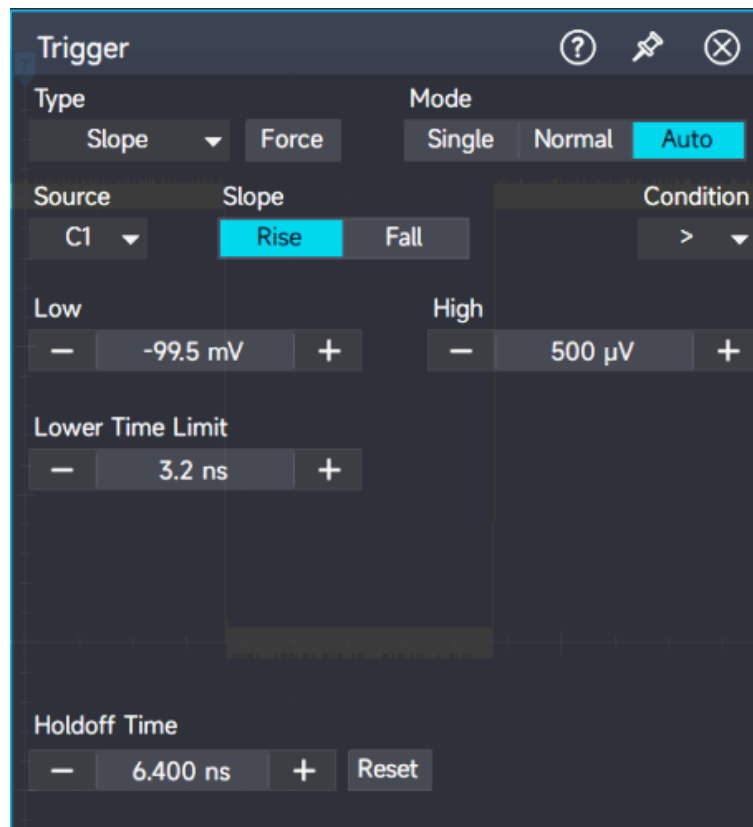 Trigger ?
T
Type Mode
Slope Force Single Normal Auto
Source Slope Condition
C1 Rise Fall >
Low High
− -99.5 mV + − 500 μV +
Lower Time Limit
− 3.2 ns +
Holdoff Time
− 6.400 ns + Reset